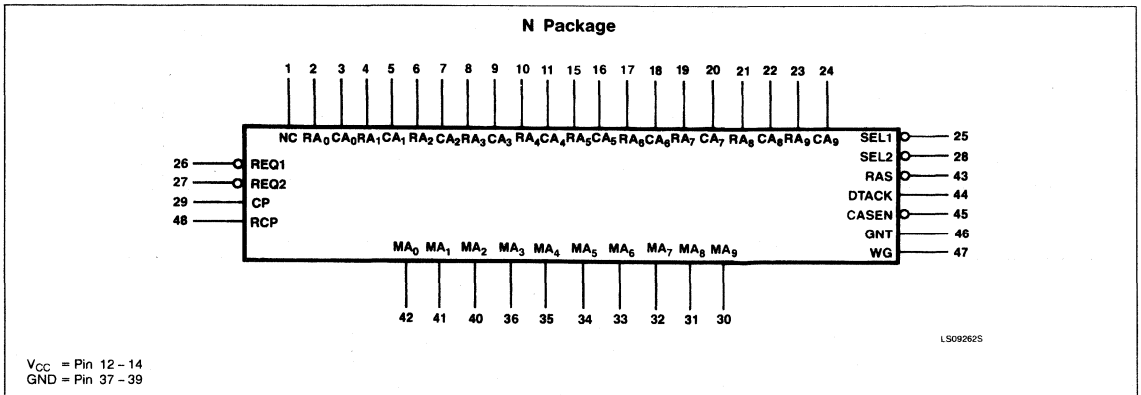 N Package
1 2 3 4 5 6 7 8 9 10 11 15 16 17 18 19 20 21 22 23 24
NC RA0 CA0 RA1 CA1 RA2 CA2 RA3 CA3 RA4 CA4 RA5 CA5 RA6 CA6 RA7 CA7 RA8 CA8 RA9 CA9
SEL1 25
26 REQ1
SEL2 28
27 REQ2
RAS 43
29 CP
DTACK 44
48 RCP
CASEN 45
GNT 46
WG 47
MA0 MA1 MA2 MA3 MA4 MA5 MA6 MA7 MA8 MA9
42 41 40 36 35 34 33 32 31 30
LS09262S
VCC = Pin 12 – 14
GND = Pin 37 – 39